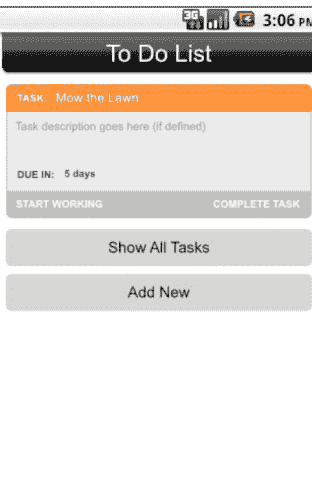 3G 3:06 PM
To Do List
TASK Mow the Lawn
Task description goes here (if defined)
DUE IN: 5 days
START WORKING COMPLETE TASK
Show All Tasks
Add New